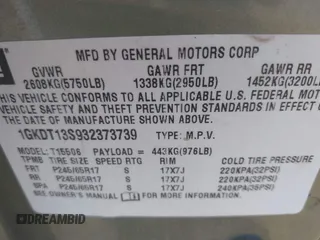 MFD BY GENERAL MOTORS CORP
GVWR GAWR FRT GAWR RR
2608KG(5750LB) 1338KG(2950LB) 1452KG(3200LB
THIS VEHICLE CONFORMS TO ALL APPLICABLE U.S. FEDERAL MOTOR
VEHICLE SAFETY AND THEFT PREVENTION STANDARDS IN EFFECT ON
THE DATE OF MANUFACTURE SHOWN ABOVE.
1GKDT13S932373739 TYPE: M.P.V.
MODEL: T15506 PAYLOAD = 443KG(976LB)
TPMB TIRE SIZE SPEED RTG RIM COLD TIRE PRESSURE
FRT P245/65R17 S 17X7J 220KPA(32PSI)
RR P245/65R17 S 17X7J 220KPA(32PSI)
SPA P245/65R17 S 17X7J 240KPA(35PSI)
SEE OWNER'S MANUAL FOR ADDITIONAL INFORMATION
DREAMBID